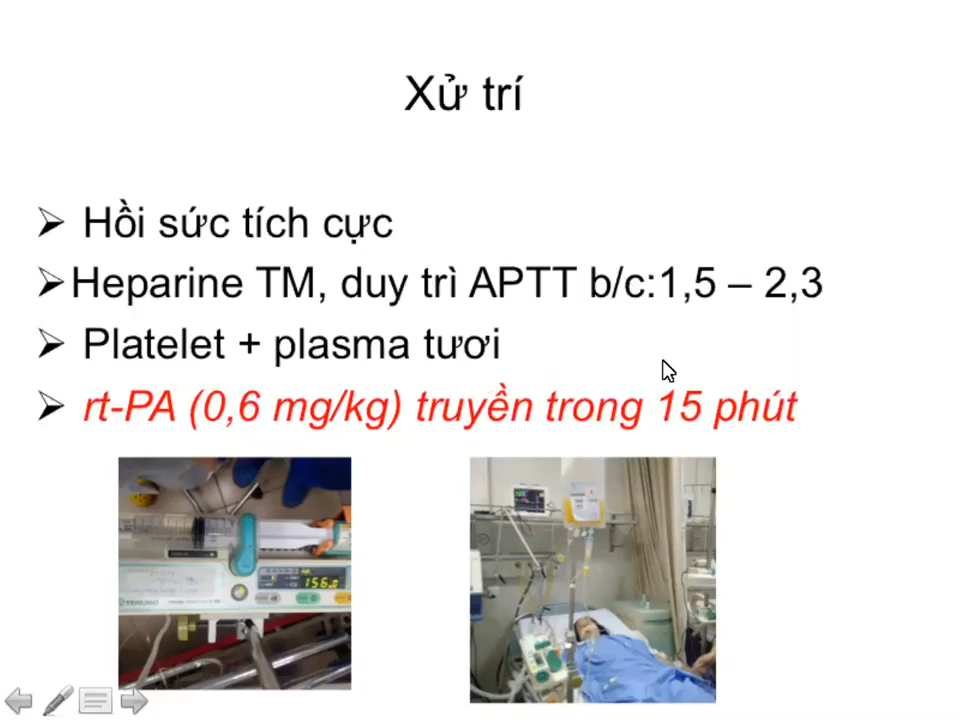 Xử trí
Hồi sức tích cực
Heparine TM, duy trì APTT b/c:1,5 – 2,3
Platelet + plasma tươi
rt-PA (0,6 mg/kg) truyền trong 15 phút
TERUMO